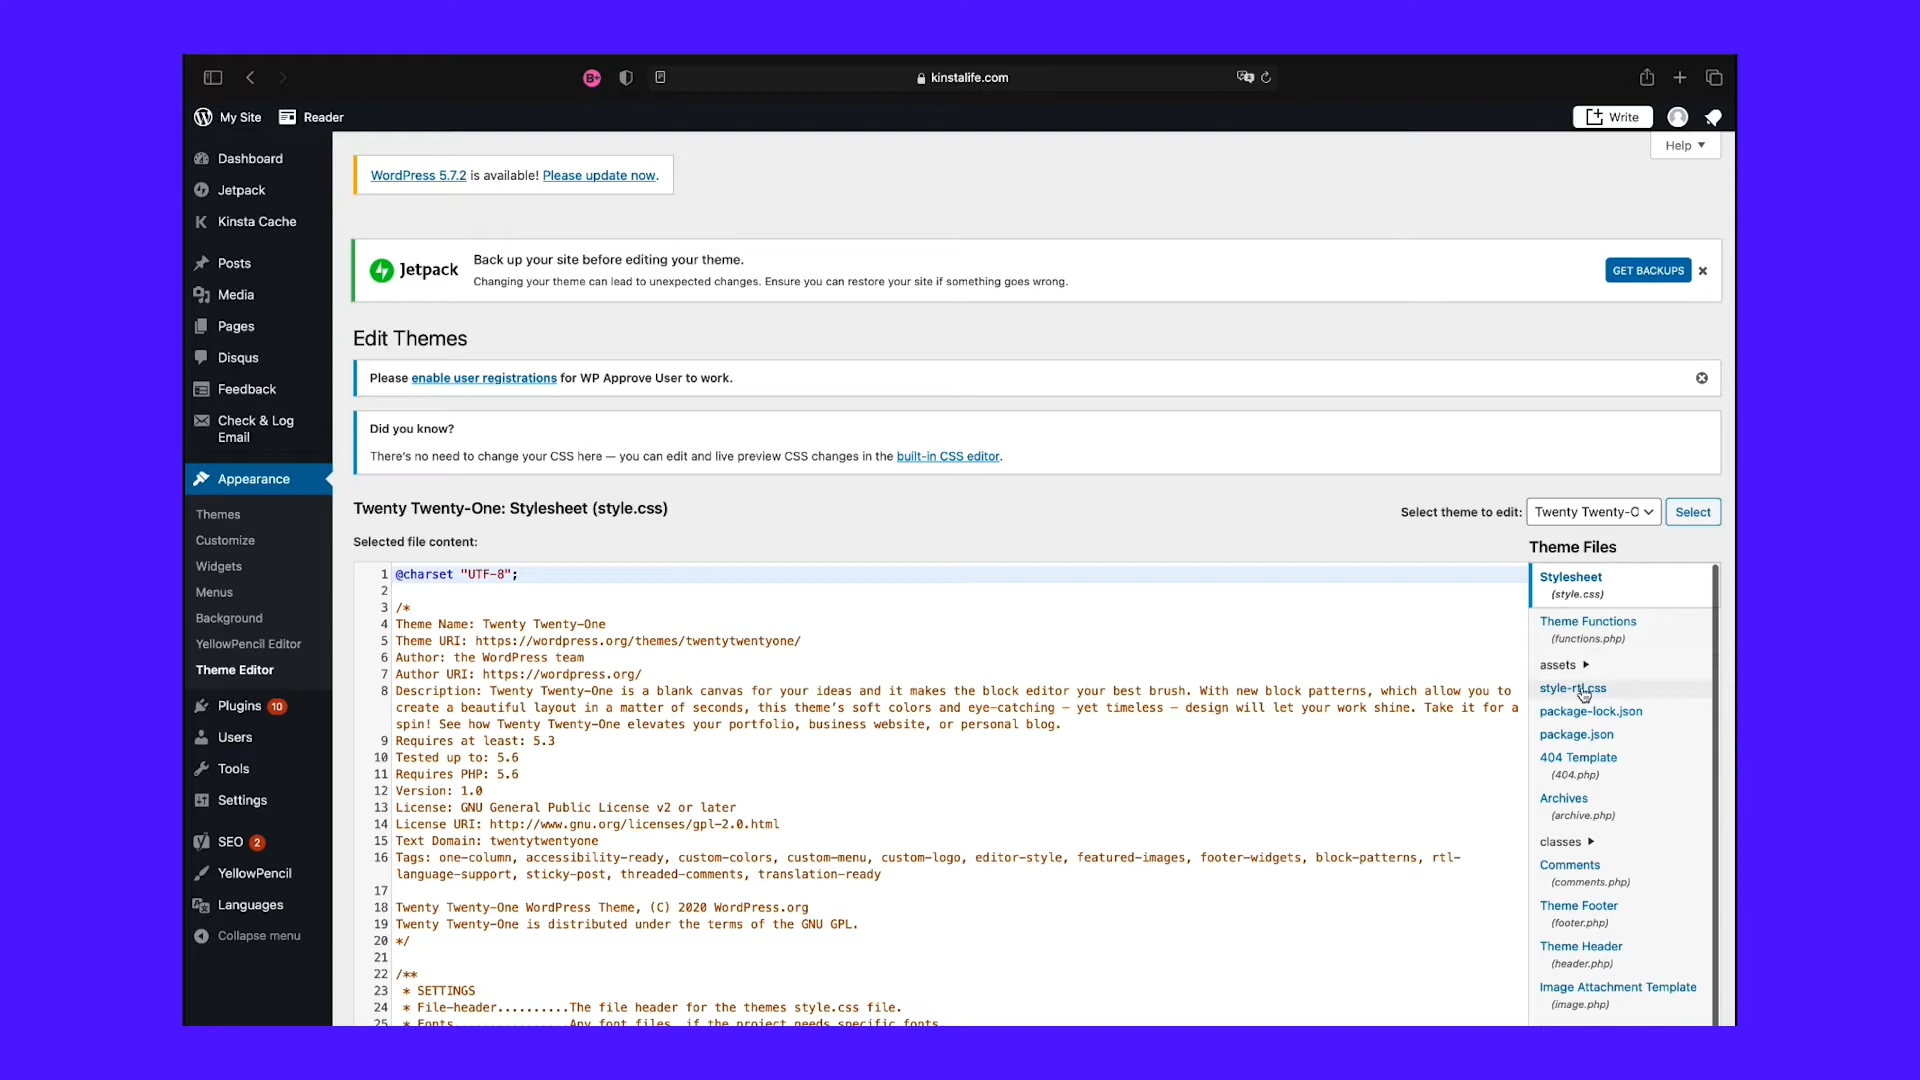 B+
kinstalife.com
My Site
Reader
Write
Help
Dashboard
Jetpack
Kinsta Cache
Posts
Media
Pages
Disqus
Feedback
Check & Log
Email
Appearance
Themes
Customize
Widgets
Menus
Background
YellowPencil Editor
Theme Editor
Plugins 10
Users
Tools
Settings
SEO 2
YellowPencil
Languages
Collapse menu
WordPress 5.7.2 is available! Please update now.
Jetpack
Back up your site before editing your theme.
Changing your theme can lead to unexpected changes. Ensure you can restore your site if something goes wrong.
GET BACKUPS
Edit Themes
Please enable user registrations for WP Approve User to work.
Did you know?
There's no need to change your CSS here — you can edit and live preview CSS changes in the built-in CSS editor.
Twenty Twenty-One: Stylesheet (style.css)
Select theme to edit: Twenty Twenty-O Select
Selected file content:
1 @charset "UTF-8";
2
3 /*
4 Theme Name: Twenty Twenty-One
5 Theme URI: https://wordpress.org/themes/twentytwentyone/
6 Author: the WordPress team
7 Author URI: https://wordpress.org/
8 Description: Twenty Twenty-One is a blank canvas for your ideas and it makes the block editor your best brush. With new block patterns, which allow you to
create a beautiful layout in a matter of seconds, this theme's soft colors and eye-catching — yet timeless — design will let your work shine. Take it for a
spin! See how Twenty Twenty-One elevates your portfolio, business website, or personal blog.
9 Requires at least: 5.3
10 Tested up to: 5.6
11 Requires PHP: 5.6
12 Version: 1.0
13 License: GNU General Public License v2 or later
14 License URI: http://www.gnu.org/licenses/gpl-2.0.html
15 Text Domain: twentytwentyone
16 Tags: one-column, accessibility-ready, custom-colors, custom-menu, custom-logo, editor-style, featured-images, footer-widgets, block-patterns, rtl-
language-support, sticky-post, threaded-comments, translation-ready
17
18 Twenty Twenty-One WordPress Theme, (C) 2020 WordPress.org
19 Twenty Twenty-One is distributed under the terms of the GNU GPL.
20 */
21
22 /**
23 * SETTINGS
24 * File-header..........The file header for the themes style.css file.
25 * Fonts................Any font files, if the project needs specific fonts.
Theme Files
Stylesheet
(style.css)
Theme Functions
(functions.php)
assets
style-rtl.css
package-lock.json
package.json
404 Template
(404.php)
Archives
(archive.php)
classes
Comments
(comments.php)
Theme Footer
(footer.php)
Theme Header
(header.php)
Image Attachment Template
(image.php)